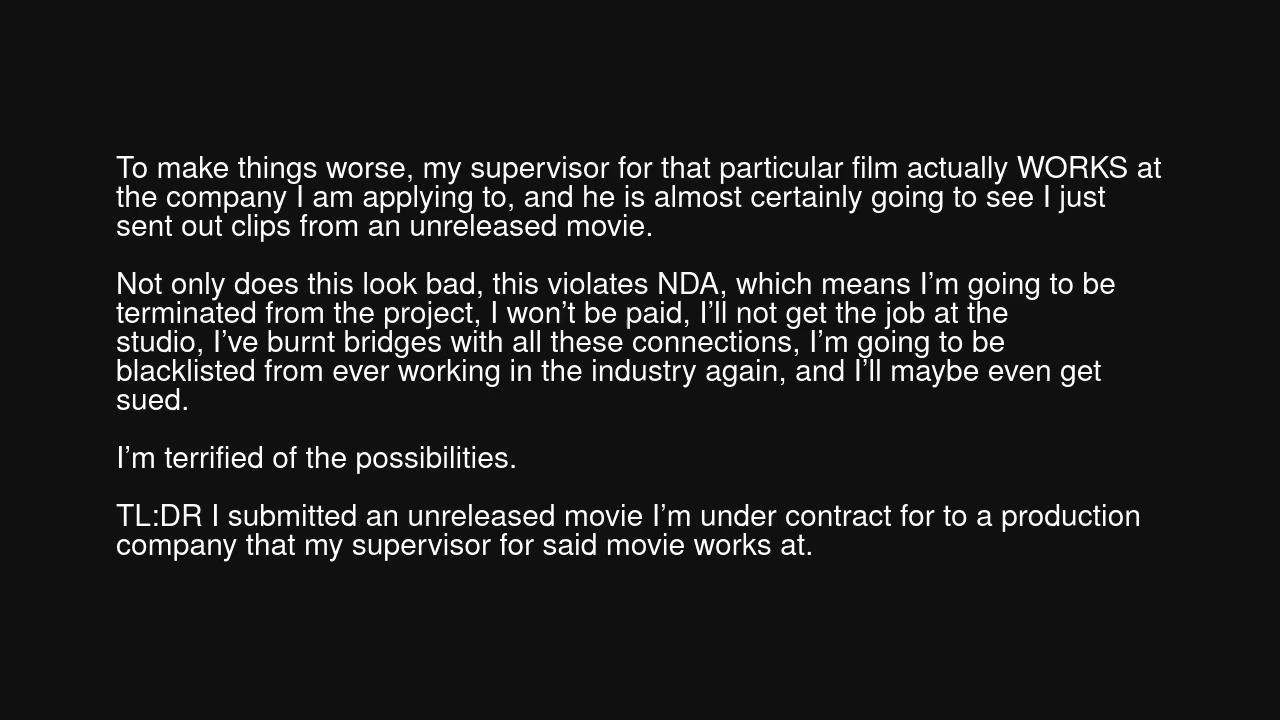 To make things worse, my supervisor for that particular film actually WORKS at
the company I am applying to, and he is almost certainly going to see I just
sent out clips from an unreleased movie.
Not only does this look bad, this violates NDA, which means I’m going to be
terminated from the project, I won’t be paid, I’ll not get the job at the
studio, I’ve burnt bridges with all these connections, I’m going to be
blacklisted from ever working in the industry again, and I’ll maybe even get
sued.
I’m terrified of the possibilities.
TL:DR I submitted an unreleased movie I’m under contract for to a production
company that my supervisor for said movie works at.